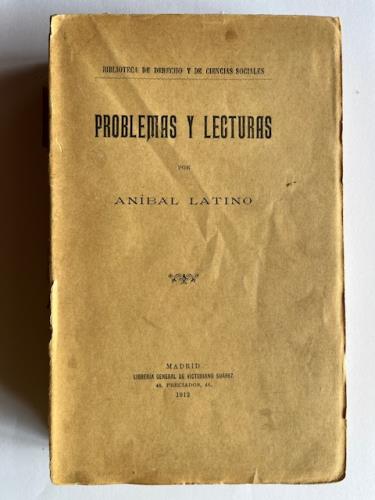 BIBLIOTECA DE DERECHO Y DE CIENCIAS SOCIALES
PROBLEMAS Y LECTURAS
POR
ANÍBAL LATINO
MADRID
LIBRERÍA GENERAL DE VICTORIANO SUÁREZ
48, PRECIADOS, 48.
1912